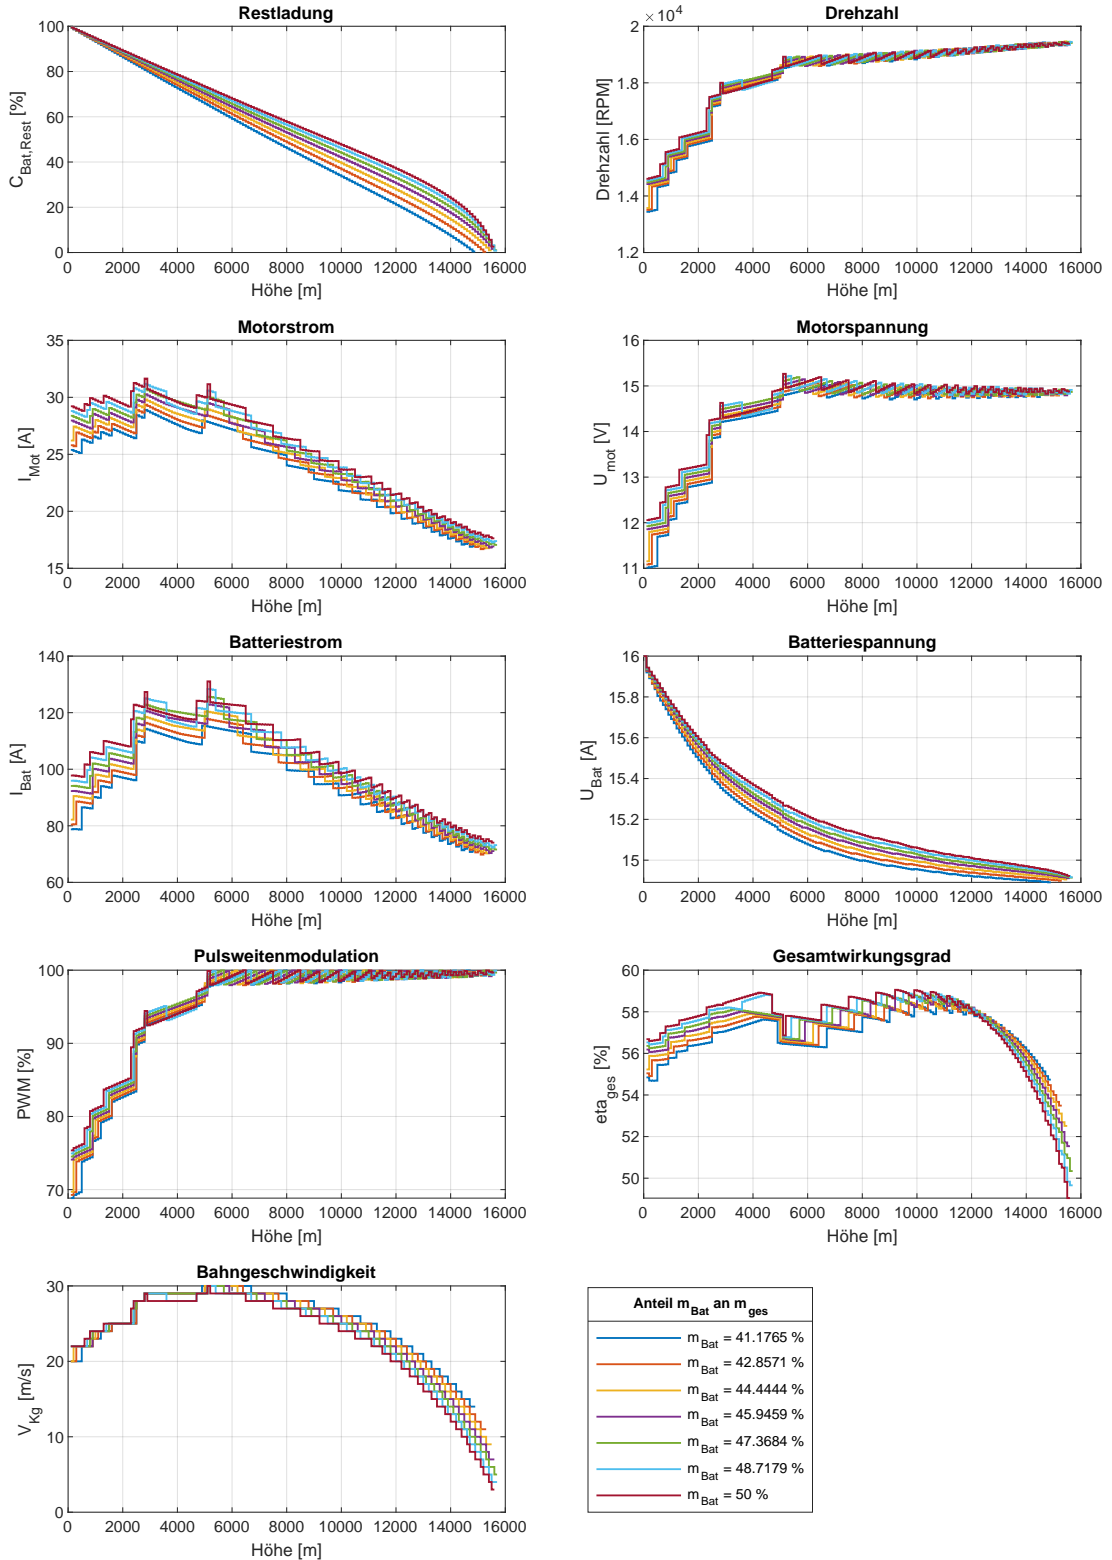 Restladung
100
80
60
40
20
0
C_Bat,Rest [%]
0 2000 4000 6000 8000 10000 12000 14000 16000
Höhe [m]
Drehzahl
×10^4
2
1.8
1.6
1.4
1.2
Drehzahl [RPM]
0 2000 4000 6000 8000 10000 12000 14000 16000
Höhe [m]
Motorstrom
35
30
25
20
15
I_Mot [A]
0 2000 4000 6000 8000 10000 12000 14000 16000
Höhe [m]
Motorspannung
16
15
14
13
12
11
U_mot [V]
0 2000 4000 6000 8000 10000 12000 14000 16000
Höhe [m]
Batteriestrom
140
120
100
80
60
I_Bat [A]
0 2000 4000 6000 8000 10000 12000 14000 16000
Höhe [m]
Batteriespannung
16
15.8
15.6
15.4
15.2
15
U_Bat [A]
0 2000 4000 6000 8000 10000 12000 14000 16000
Höhe [m]
Pulsweitenmodulation
100
90
80
70
PWM [%]
0 2000 4000 6000 8000 10000 12000 14000 16000
Höhe [m]
Gesamtwirkungsgrad
60
58
56
54
52
50
eta_ges [%]
0 2000 4000 6000 8000 10000 12000 14000 16000
Höhe [m]
Bahngeschwindigkeit
30
20
10
0
V_Kg [m/s]
0 2000 4000 6000 8000 10000 12000 14000 16000
Höhe [m]
Anteil m_Bat an m_ges
m_Bat = 41.1765 %
m_Bat = 42.8571 %
m_Bat = 44.4444 %
m_Bat = 45.9459 %
m_Bat = 47.3684 %
m_Bat = 48.7179 %
m_Bat = 50 %